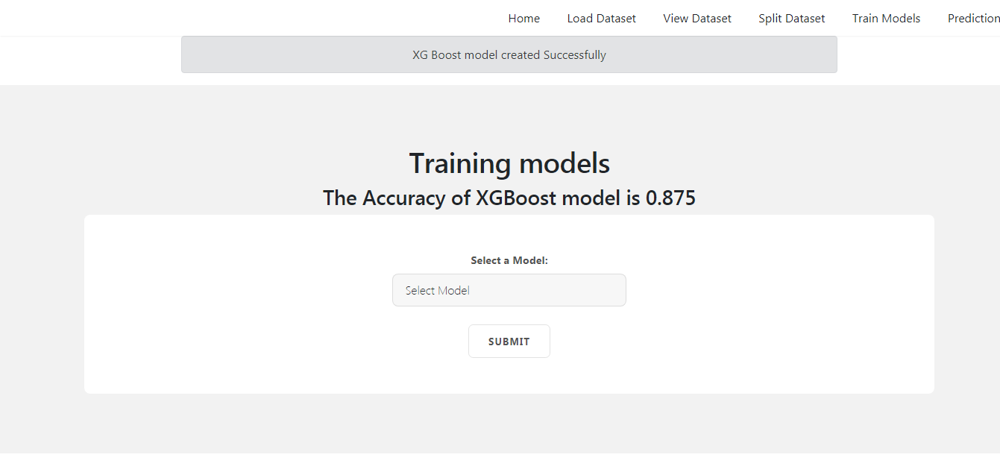 Home Load Dataset View Dataset Split Dataset Train Models Prediction
XG Boost model created Successfully
Training models
The Accuracy of XGBoost model is 0.875
Select a Model:
Select Model
SUBMIT